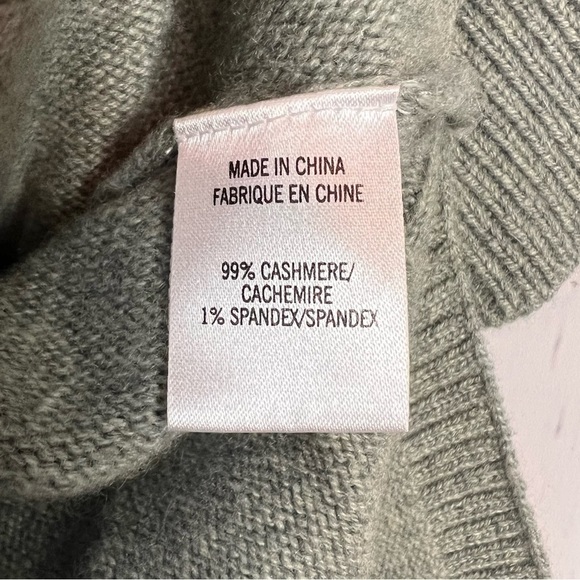 MADE IN CHINA
FABRIQUE EN CHINE
99% CASHMERE/
CACHEMIRE
1% SPANDEX/SPANDEX